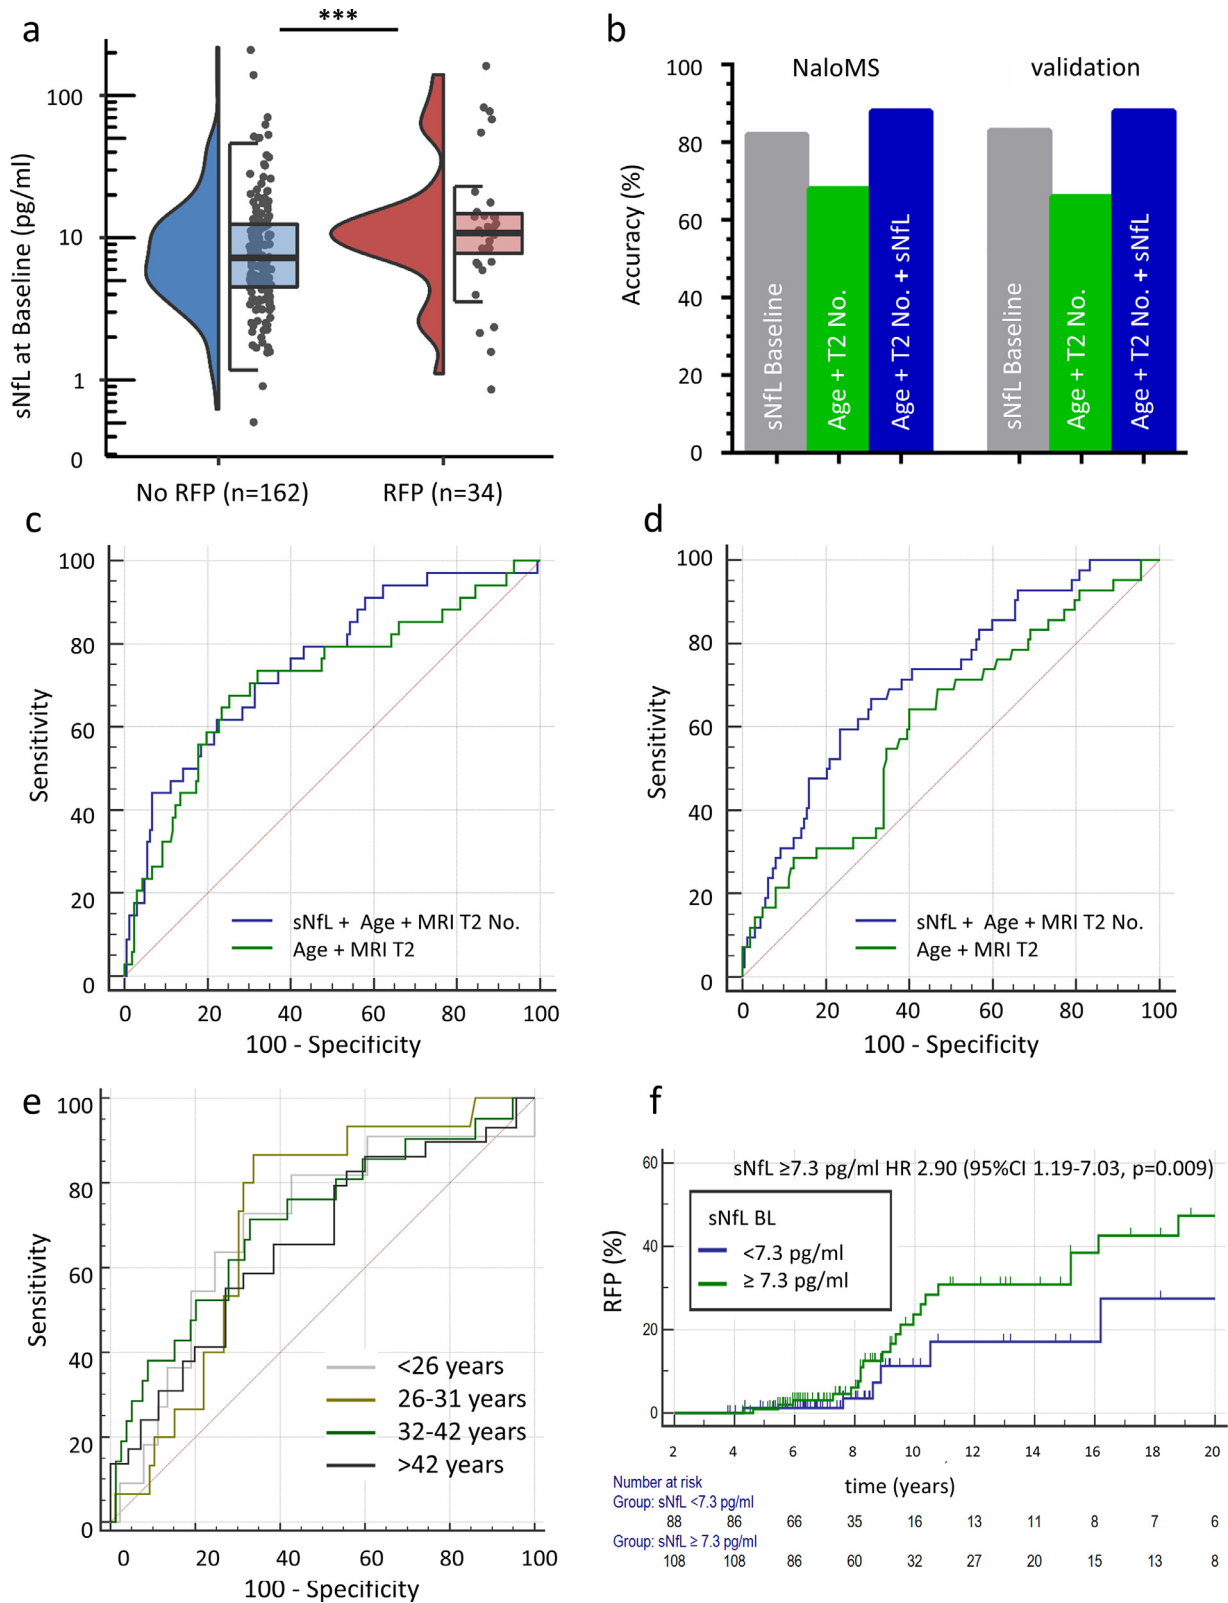 a
***
sNfL at Baseline (pg/ml)
100
10
1
0
No RFP (n=162)
RFP (n=34)
b
NaloMS
validation
Accuracy (%)
100
80
60
40
20
0
sNfL Baseline
Age + T2 No.
Age + T2 No. + sNfL
sNfL Baseline
Age + T2 No.
Age + T2 No. + sNfL
c
Sensitivity
100
80
60
40
20
0
sNfL + Age + MRI T2 No.
Age + MRI T2
0 20 40 60 80 100
100 - Specificity
d
Sensitivity
100
80
60
40
20
0
sNfL + Age + MRI T2 No.
Age + MRI T2
0 20 40 60 80 100
100 - Specificity
e
Sensitivity
100
80
60
40
20
0
<26 years
26-31 years
32-42 years
>42 years
0 20 40 60 80 100
100 - Specificity
f
sNfL ≥7.3 pg/ml HR 2.90 (95%CI 1.19-7.03, p=0.009)
RFP (%)
60
40
20
0
sNfL BL
<7.3 pg/ml
≥ 7.3 pg/ml
2 4 6 8 10 12 14 16 18 20
time (years)
Number at risk
Group: sNfL <7.3 pg/ml
88 86 66 35 16 13 11 8 7 6
Group: sNfL ≥ 7.3 pg/ml
108 108 86 60 32 27 20 15 13 8